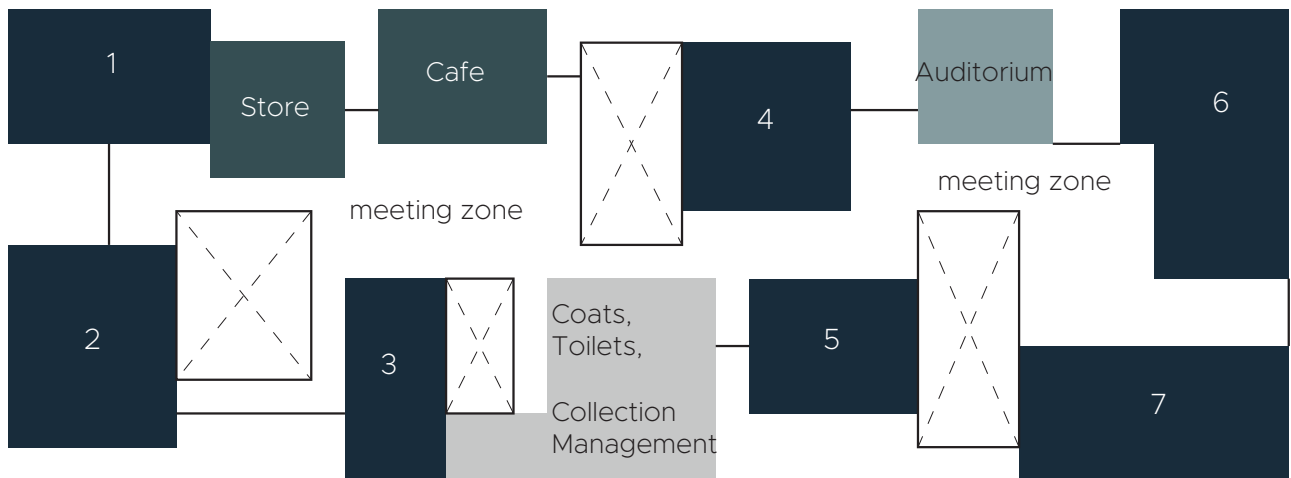 1
Store
Cafe
4
Auditorium
6
meeting zone
meeting zone
2
3
Coats,
Toilets,
Collection
Management
5
7